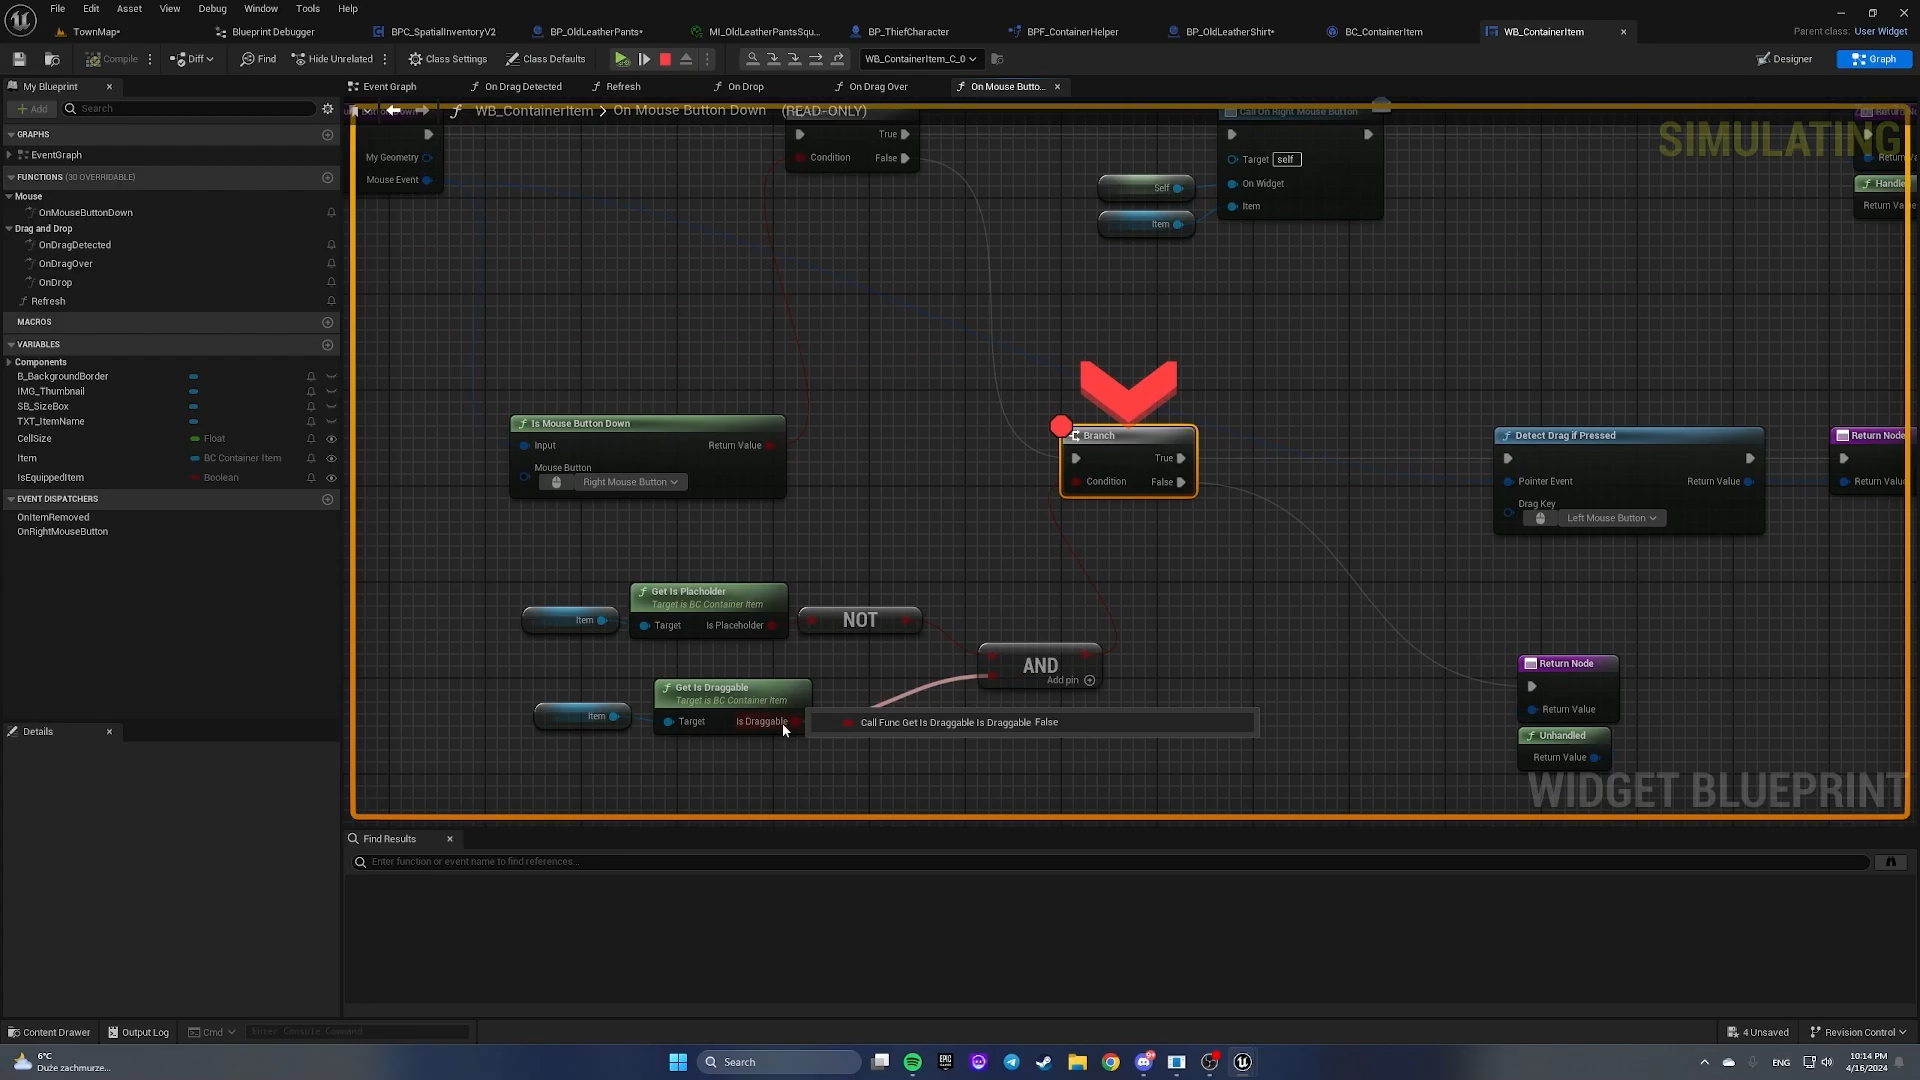 File Edit Asset View Debug Window Tools Help
TownMap*
Blueprint Debugger
BPC_SpatialInventoryV2
BP_OldLeatherPants*
MI_OldLeatherPantsSqu...
BP_ThiefCharacter
BPF_ContainerHelper
BP_OldLeatherShirt*
BC_ContainerItem
WB_ContainerItem
Parent class: User Widget
Compile
Diff
Find
Hide Unrelated
Class Settings
Class Defaults
WB_ContainerItem_C_0
Designer
Graph
My Blueprint
Event Graph
On Drag Detected
Refresh
On Drop
On Drag Over
On Mouse Butto...
Add
Search
WB_ContainerItem > On Mouse Button Down (READ-ONLY)
SIMULATING
GRAPHS
EventGraph
FUNCTIONS (30 OVERRIDABLE)
Mouse
OnMouseButtonDown
Drag and Drop
OnDragDetected
OnDragOver
OnDrop
Refresh
MACROS
VARIABLES
Components
B_BackgroundBorder
IMG_Thumbnail
SB_SizeBox
TXT_ItemName
CellSize Float
Item BC Container Item
IsEquippedItem Boolean
EVENT DISPATCHERS
OnItemRemoved
OnRightMouseButton
Details
My Geometry
Mouse Event
True
Condition False
Call On Right Mouse Button
Target self
On Widget
Item
Self
Item
Return Node
Handle
Return Value
Is Mouse Button Down
Input Return Value
Mouse Button
Right Mouse Button
Branch
True
Condition False
Detect Drag if Pressed
Pointer Event Return Value
Drag Key
Left Mouse Button
Return Node
Return Value
Get Is Placholder
Target is BC Container Item
Item
Target Is Placeholder
NOT
AND
Add pin
Get Is Draggable
Target is BC Container Item
Item
Target Is Draggable
Call Func Get Is Draggable Is Draggable False
Return Node
Return Value
Unhandled
Return Value
WIDGET BLUEPRINT
Find Results
Enter function or event name to find references...
Content Drawer
Output Log
Cmd
Enter Console Command
4 Unsaved
Revision Control
6°C
Duże zachmurze...
Search
ENG
10:14 PM
4/16/2024